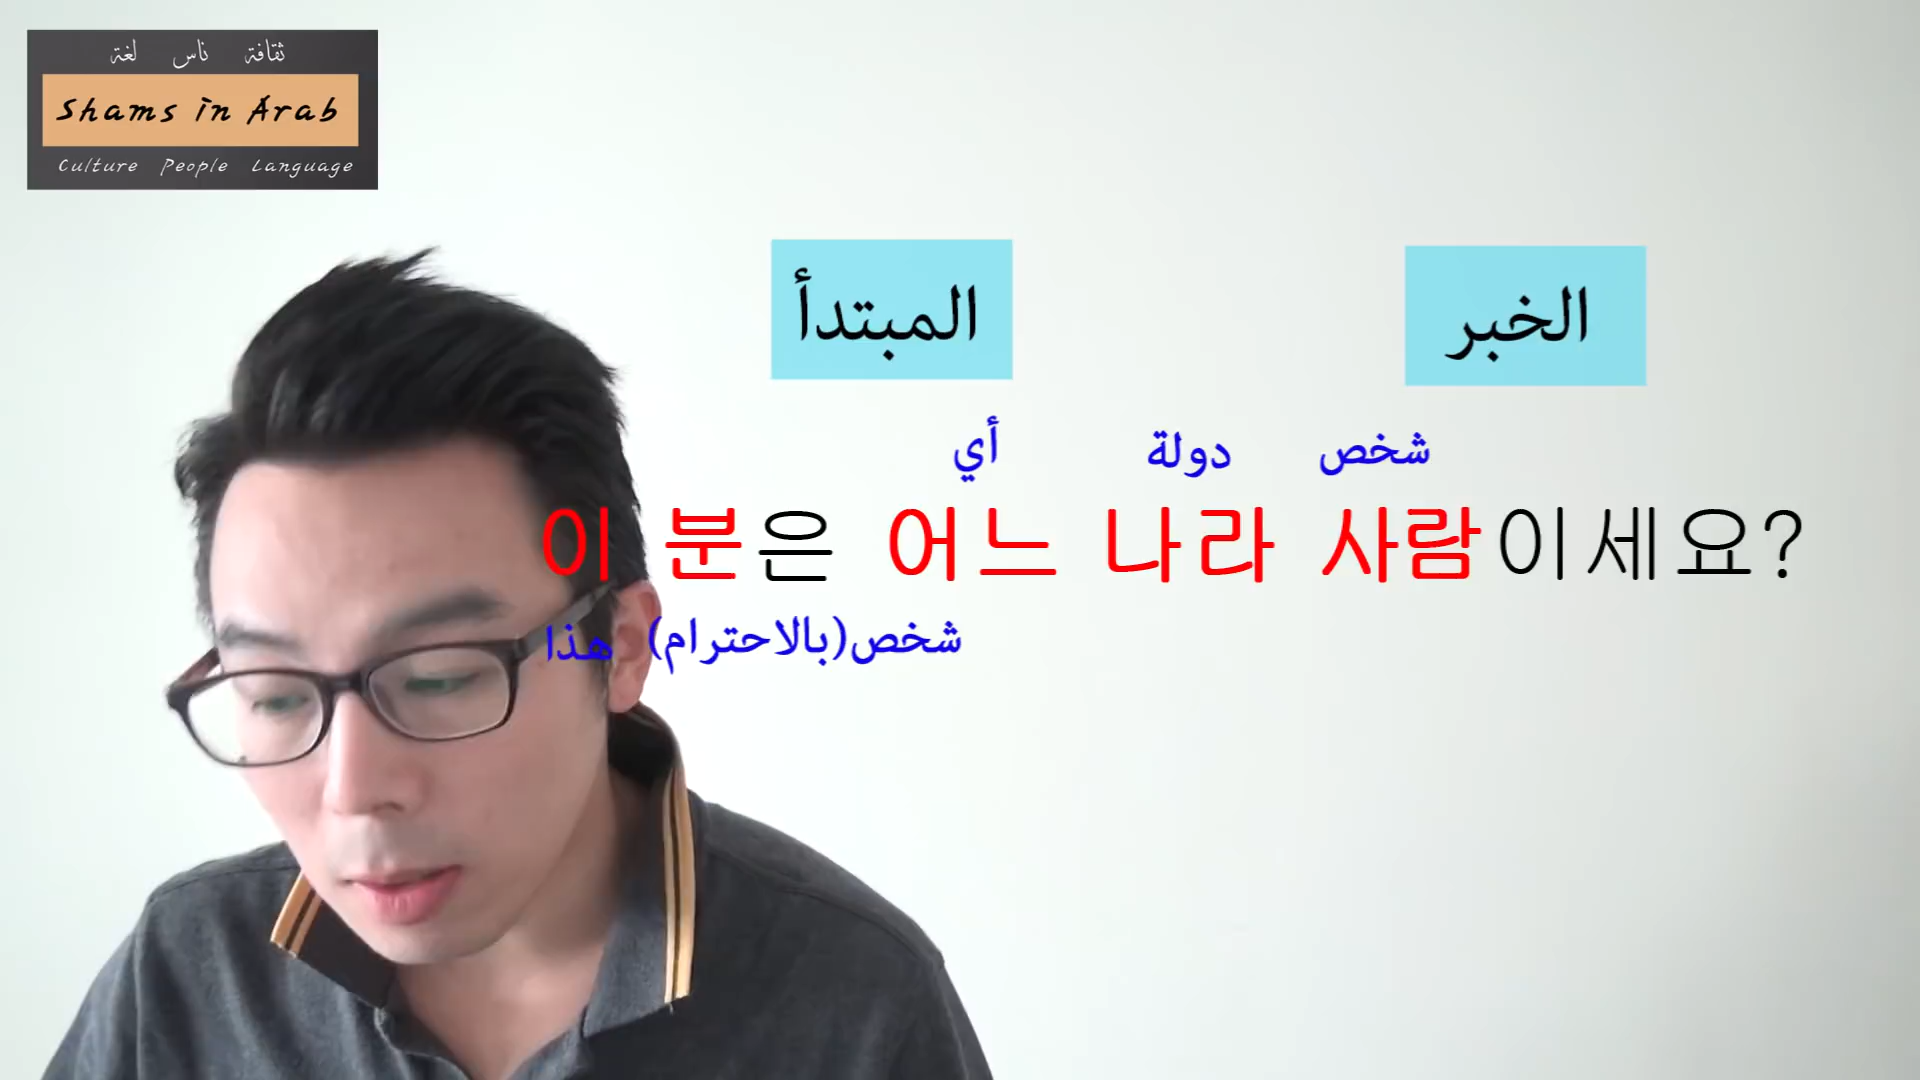 ثقافة ناس لغة
Shams in Arab
Culture People Language
المبتدأ الخبر
أي دولة شخص
이 분은 어느 나라 사람이세요?
هذا شخص(بالاحترام)